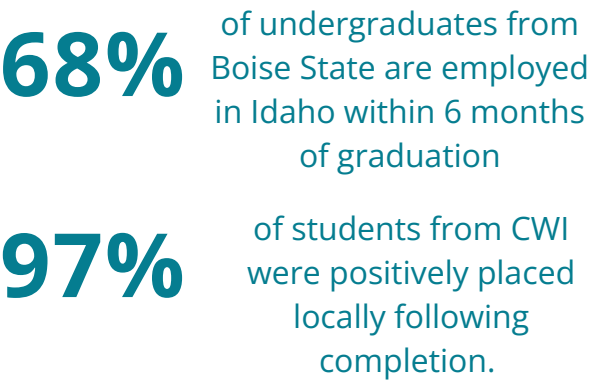 68%
of undergraduates from
Boise State are employed
in Idaho within 6 months
of graduation
97%
of students from CWI
were positively placed
locally following
completion.